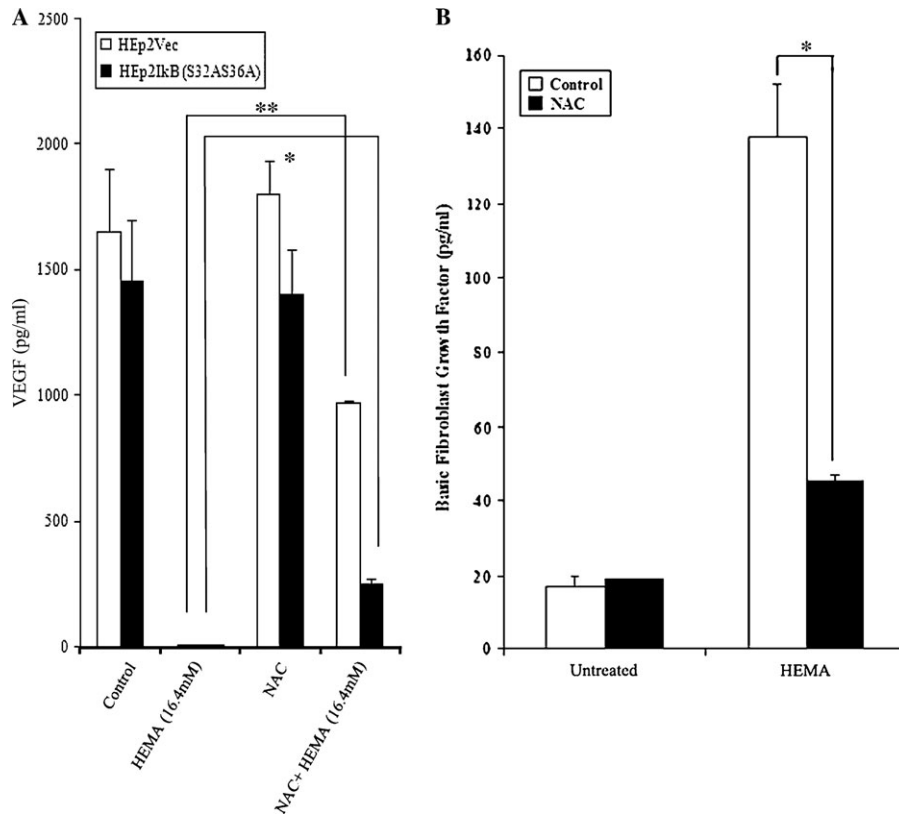 A
2500
2000
1500
1000
500
0
VEGF (pg/ml)
HEp2Vec
HEp2IkB (S32AS36A)
**
*
Control
HEMA (16.4mM)
NAC
NAC+ HEMA (16.4mM)
B
160
140
120
100
80
60
40
20
0
Basic Fibroblast Growth Factor (pg/ml)
Control
NAC
*
Untreated
HEMA